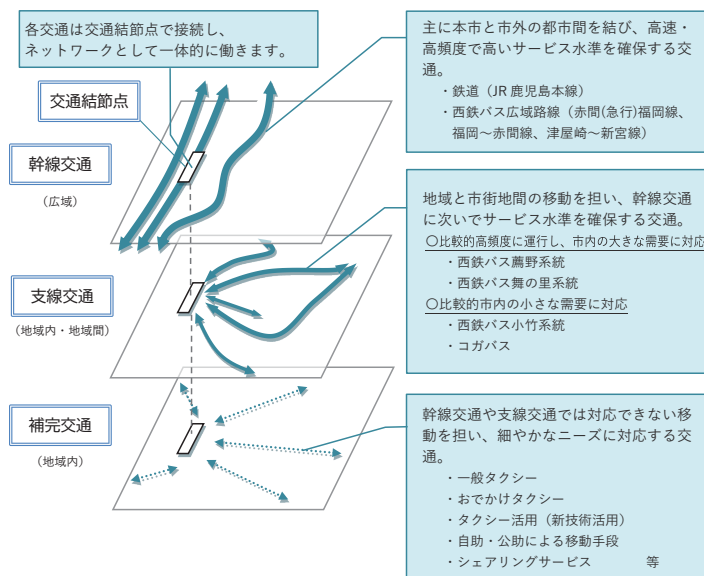 各交通は交通結節点で接続し、
ネットワークとして一体的に働きます。
交通結節点
幹線交通
（広域）
主に本市と市外の都市間を結び、高速・
高頻度で高いサービス水準を確保する交
通。
・鉄道（JR 鹿児島本線）
・西鉄バス広域路線（赤間(急行)福岡線、
福岡～赤間線、津屋崎～新宮線）
支線交通
（地域内・地域間）
地域と市街地間の移動を担い、幹線交通
に次いでサービス水準を確保する交通。
〇比較的高頻度に運行し、市内の大きな需要に対応
・西鉄バス薦野系統
・西鉄バス舞の里系統
〇比較的市内の小さな需要に対応
・西鉄バス小竹系統
・コガバス
補完交通
（地域内）
幹線交通や支線交通では対応できない移
動を担い、細やかなニーズに対応する交
通。
・一般タクシー
・おでかけタクシー
・タクシー活用（新技術活用）
・自助・公助による移動手段
・シェアリングサービス　　　等